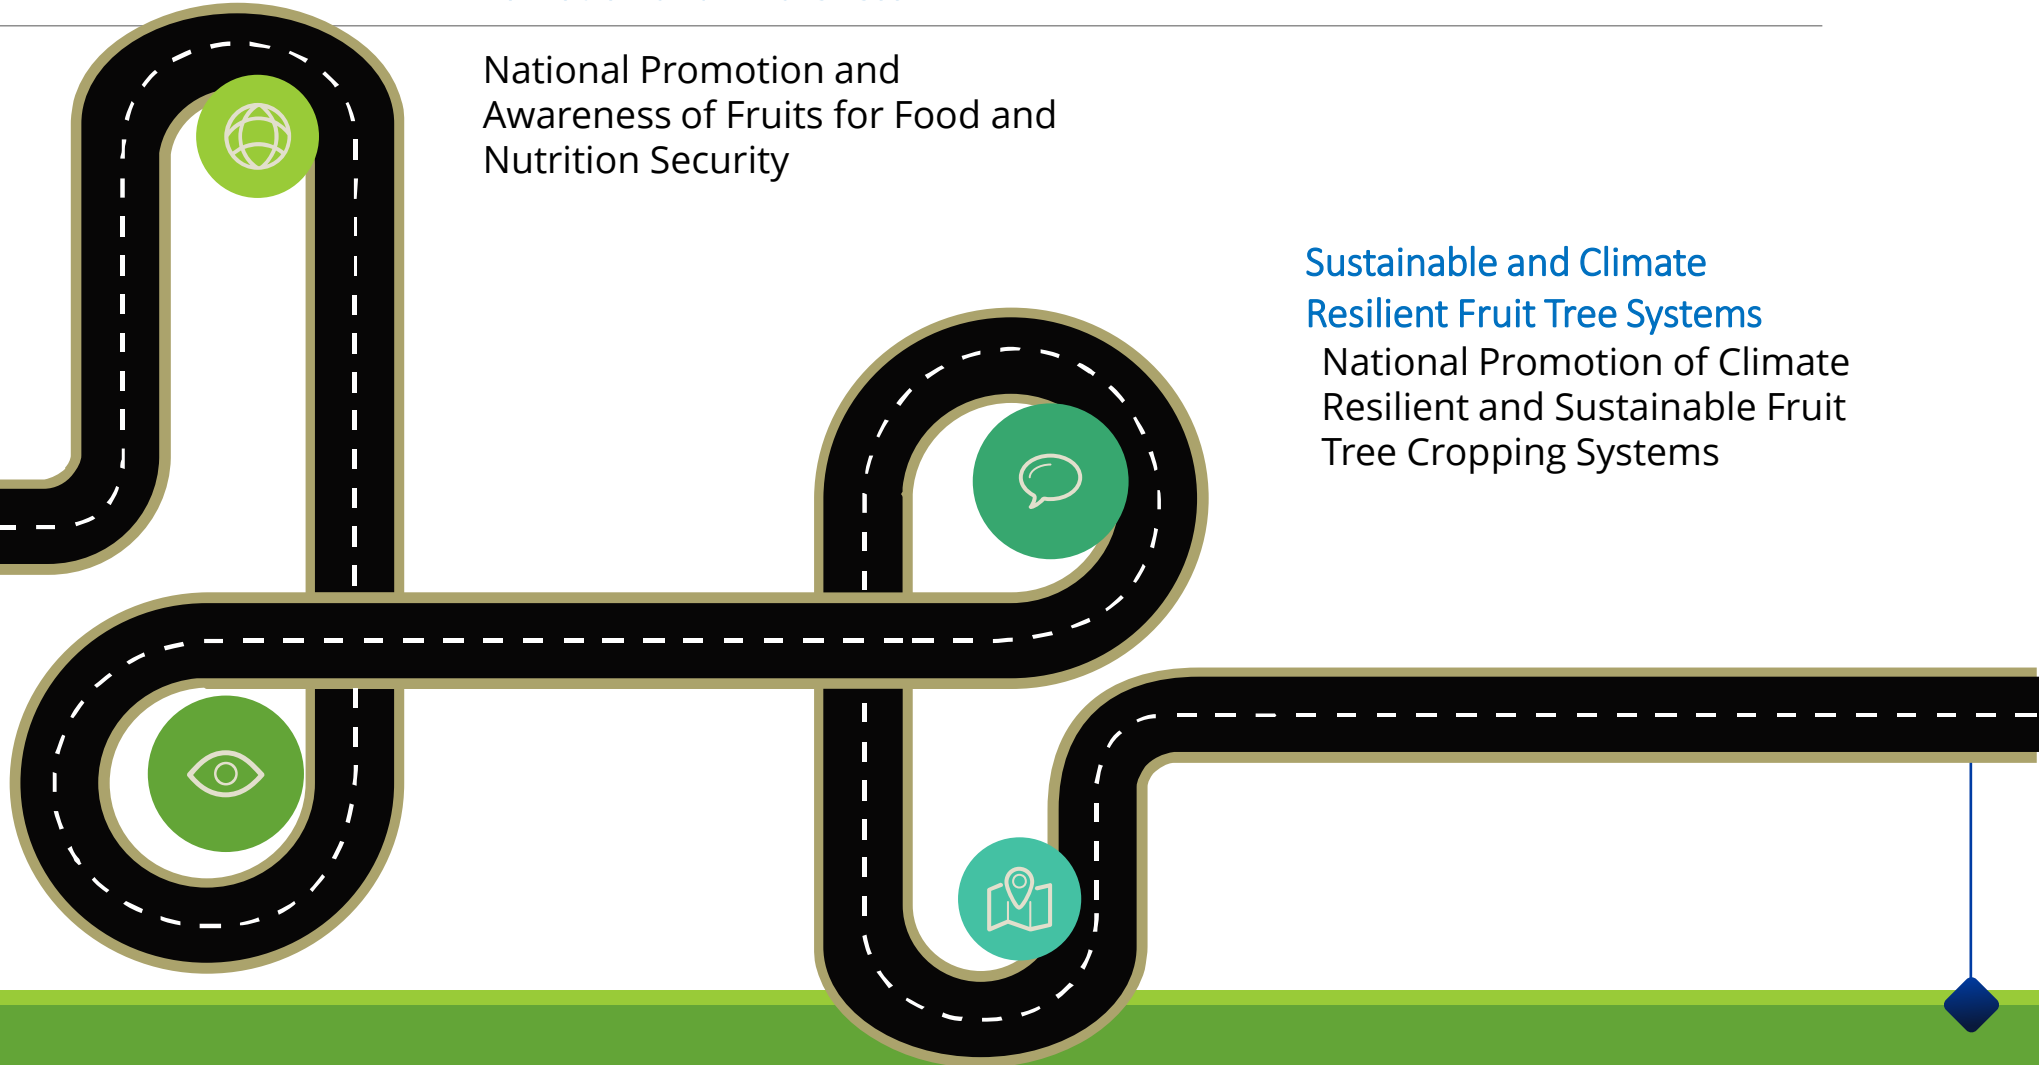 National Promotion and
Awareness of Fruits for Food and
Nutrition Security
Sustainable and Climate
Resilient Fruit Tree Systems
National Promotion of Climate
Resilient and Sustainable Fruit
Tree Cropping Systems